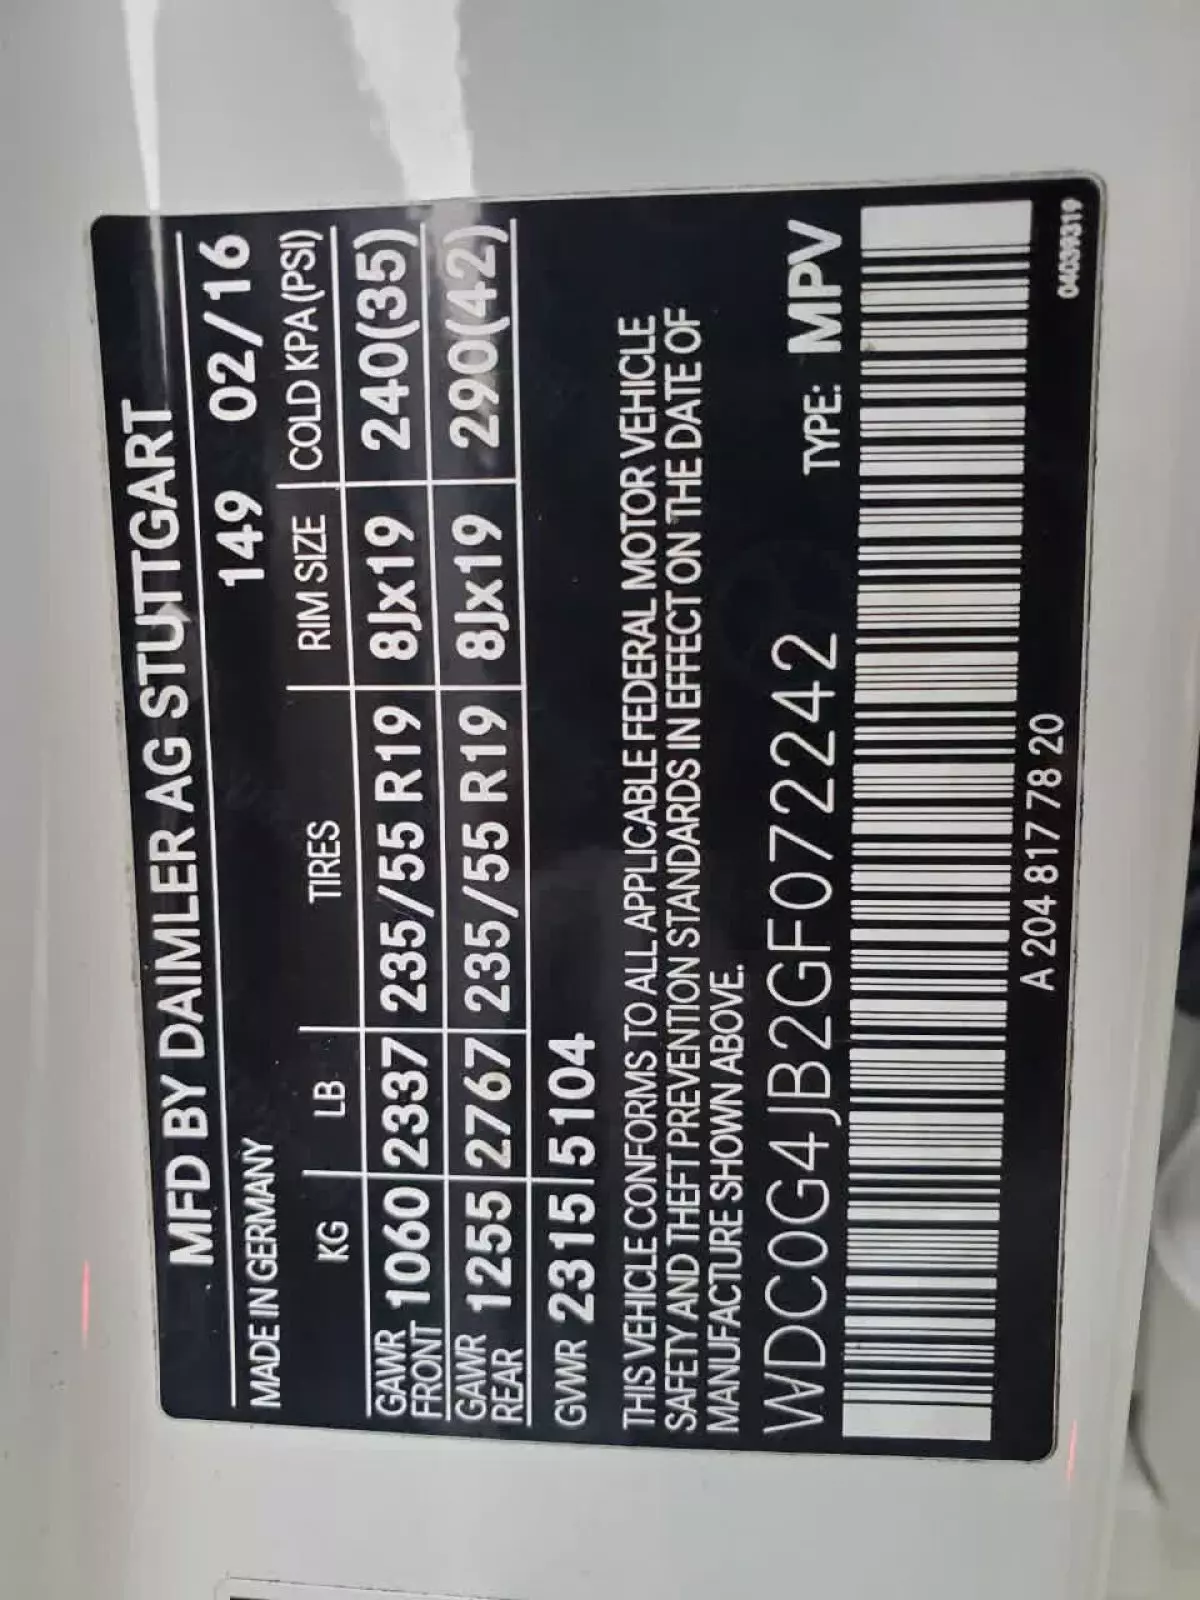 MFD BY DAIMLER AG STUTTGART
MADE IN GERMANY 149 02/16
KG LB TIRES RIM SIZE COLD KPA (PSI)
GAWR FRONT 1060 2337 235/55 R19 8Jx19 240(35)
GAWR REAR 1255 2767 235/55 R19 8Jx19 290(42)
GVWR 2315 5104
THIS VEHICLE CONFORMS TO ALL APPLICABLE FEDERAL MOTOR VEHICLE
SAFETY AND THEFT PREVENTION STANDARDS IN EFFECT ON THE DATE OF
MANUFACTURE SHOWN ABOVE.
WDC0G4JB2GF072242 TYPE: MPV
A 204 817 78 20
04039319